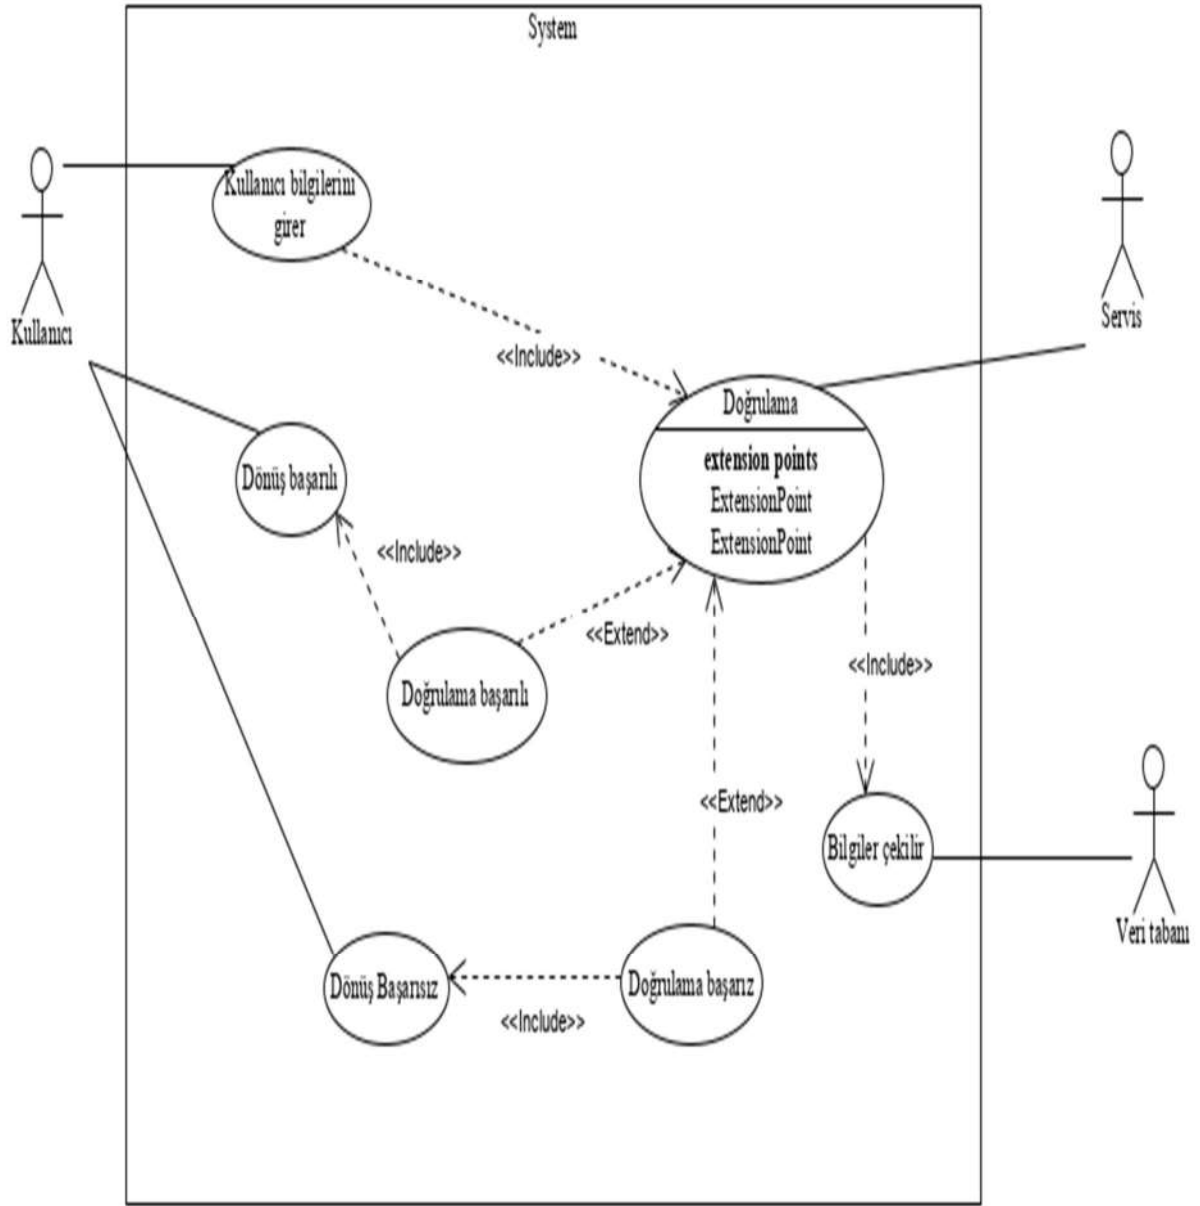 System
Kullanıcı bilgilerini
girer
Kullanıcı
Servis
<<Include>>
Doğrulama
extension points
ExtensionPoint
ExtensionPoint
Dönüş başarılı
<<Include>>
<<Extend>>
<<Include>>
Doğrulama başarılı
<<Extend>>
Bilgiler çekilir
Veri tabanı
Dönüş Başarısız
Doğrulama başarız
<<Include>>